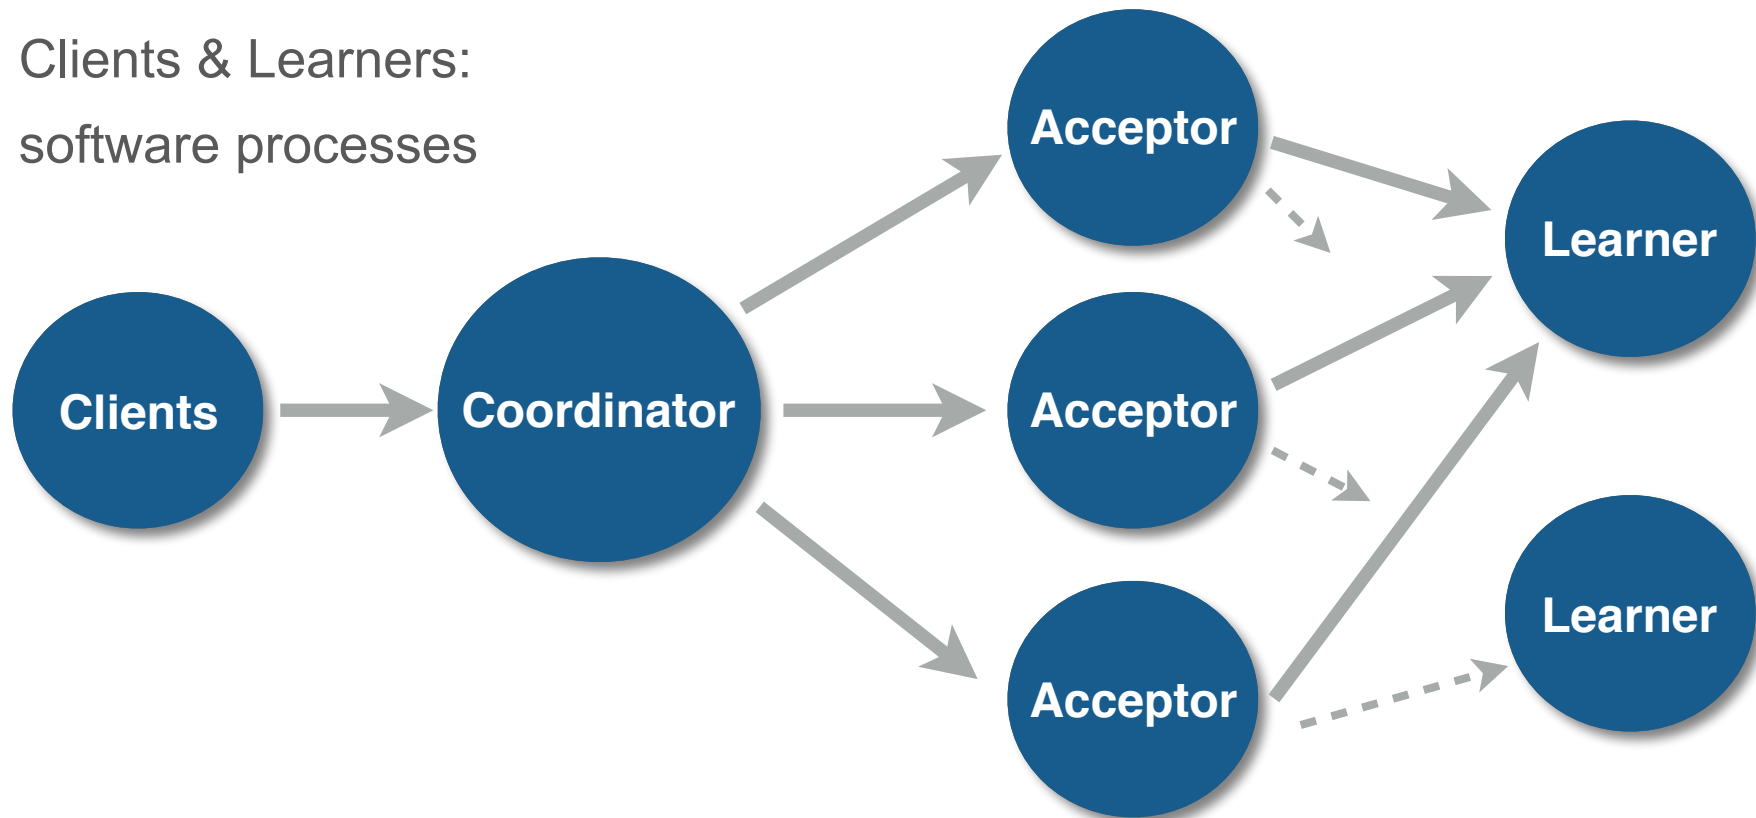 Clients & Learners:
software processes
Clients
Coordinator
Acceptor
Acceptor
Acceptor
Learner
Learner